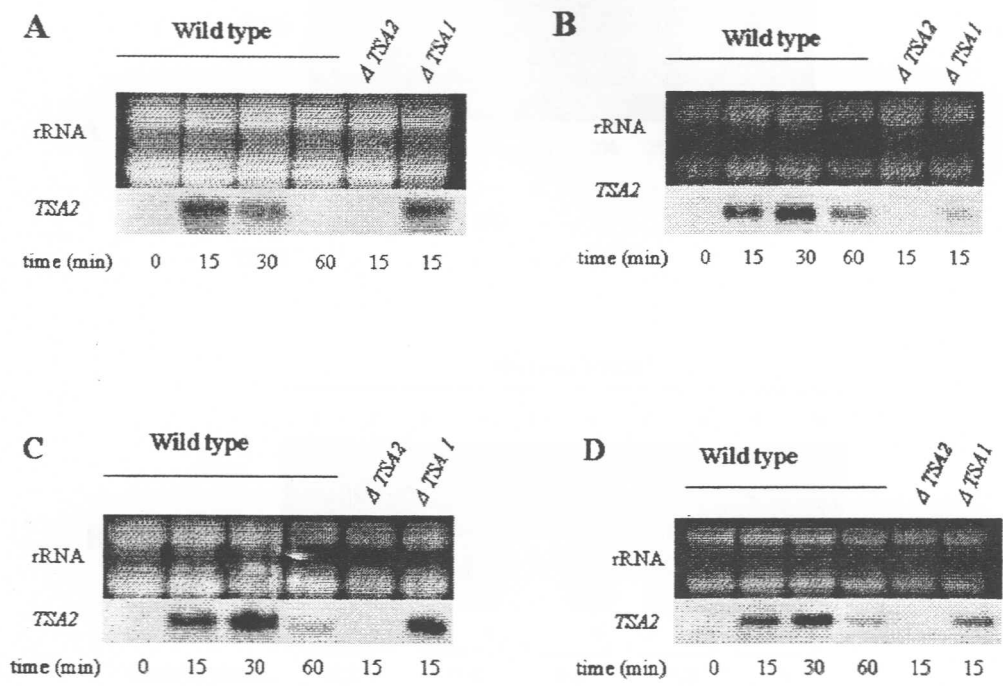 A
Wild type
Δ TSA2
Δ TSA1
rRNA
TSA2
time (min) 0 15 30 60 15 15
B
Wild type
Δ TSA2
Δ TSA1
rRNA
TSA2
time (min) 0 15 30 60 15 15
C
Wild type
Δ TSA2
Δ TSA1
rRNA
TSA2
time (min) 0 15 30 60 15 15
D
Wild type
Δ TSA2
Δ TSA1
rRNA
TSA2
time (min) 0 15 30 60 15 15